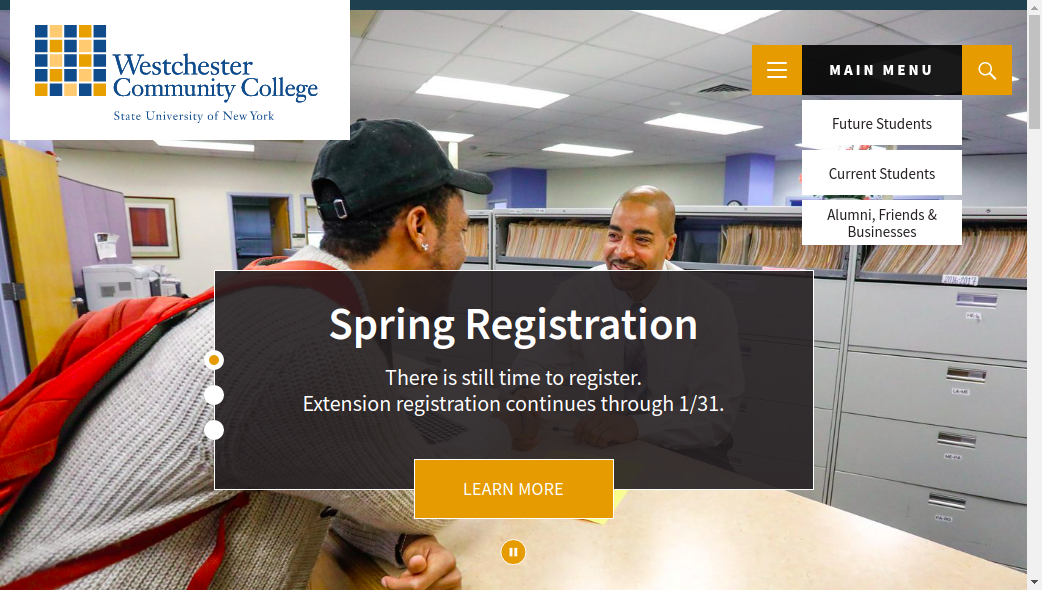 Westchester
Community College
State University of New York
MAIN MENU
Future Students
Current Students
Alumni, Friends &
Businesses
Spring Registration
There is still time to register.
Extension registration continues through 1/31.
LEARN MORE